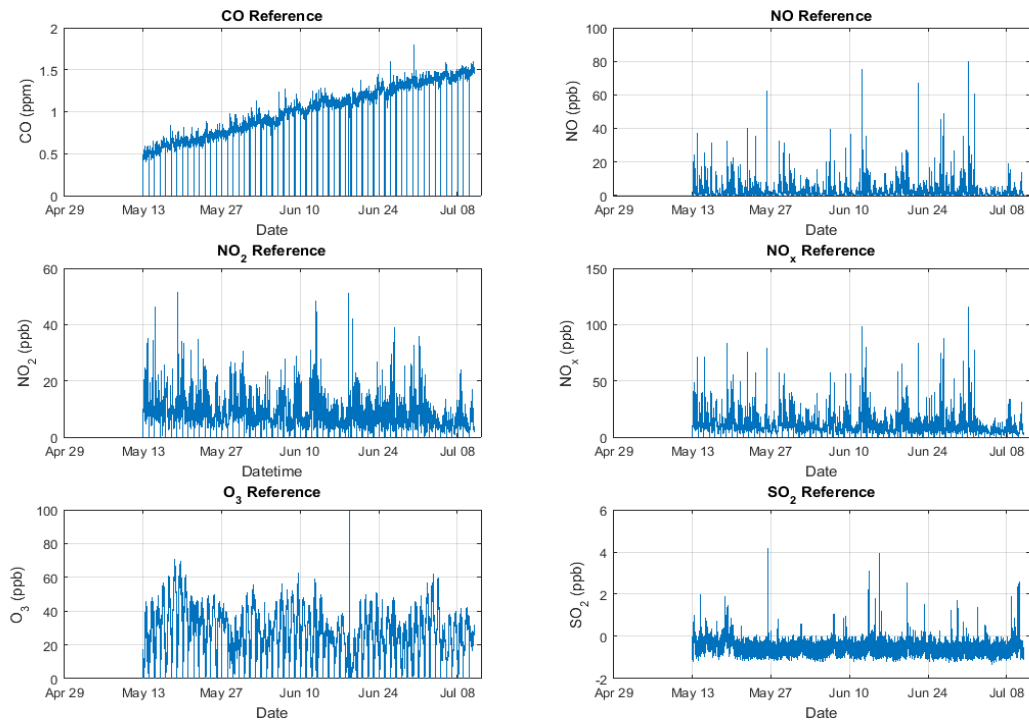 CO Reference
2
1.5
1
0.5
0
CO (ppm)
Apr 29 May 13 May 27 Jun 10 Jun 24 Jul 08
Date
NO Reference
100
80
60
40
20
0
NO (ppb)
Apr 29 May 13 May 27 Jun 10 Jun 24 Jul 08
Date
NO2 Reference
60
40
20
0
NO2 (ppb)
Apr 29 May 13 May 27 Jun 10 Jun 24 Jul 08
Datetime
NOx Reference
150
100
50
0
NOx (ppb)
Apr 29 May 13 May 27 Jun 10 Jun 24 Jul 08
Date
O3 Reference
100
80
60
40
20
0
O3 (ppb)
Apr 29 May 13 May 27 Jun 10 Jun 24 Jul 08
Date
SO2 Reference
6
4
2
0
-2
SO2 (ppb)
Apr 29 May 13 May 27 Jun 10 Jun 24 Jul 08
Date